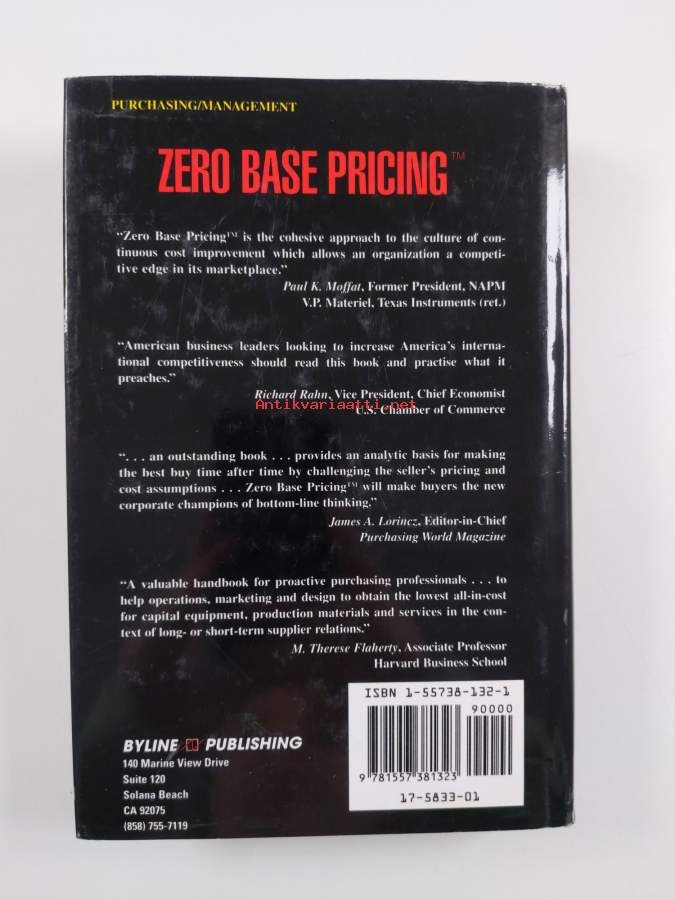 PURCHASING/MANAGEMENT
ZERO BASE PRICING™
“Zero Base Pricing™ is the cohesive approach to the culture of con-
tinuous cost improvement which allows an organization a competi-
tive edge in its marketplace.”
Paul K. Moffat, Former President, NAPM
V.P. Materiel, Texas Instruments (ret.)
“American business leaders looking to increase America’s interna-
tional competitiveness should read this book and practise what it
preaches.”
Richard Rahn, Vice President, Chief Economist
Antikvariaatti.net
U.S. Chamber of Commerce
“. . . an outstanding book . . . provides an analytic basis for making
the best buy time after time by challenging the seller’s pricing and
cost assumptions . . . Zero Base Pricing™ will make buyers the new
corporate champions of bottom-line thinking.”
James A. Lorincz, Editor-in-Chief
Purchasing World Magazine
“A valuable handbook for proactive purchasing professionals . . . to
help operations, marketing and design to obtain the lowest all-in-cost
for capital equipment, production materials and services in the con-
text of long- or short-term supplier relations.”
M. Therese Flaherty, Associate Professor
Harvard Business School
ISBN 1-55738-132-1
90000
9 781557 381323
17-5833-01
BYLINE PUBLISHING
140 Marine View Drive
Suite 120
Solana Beach
CA 92075
(858) 755-7119